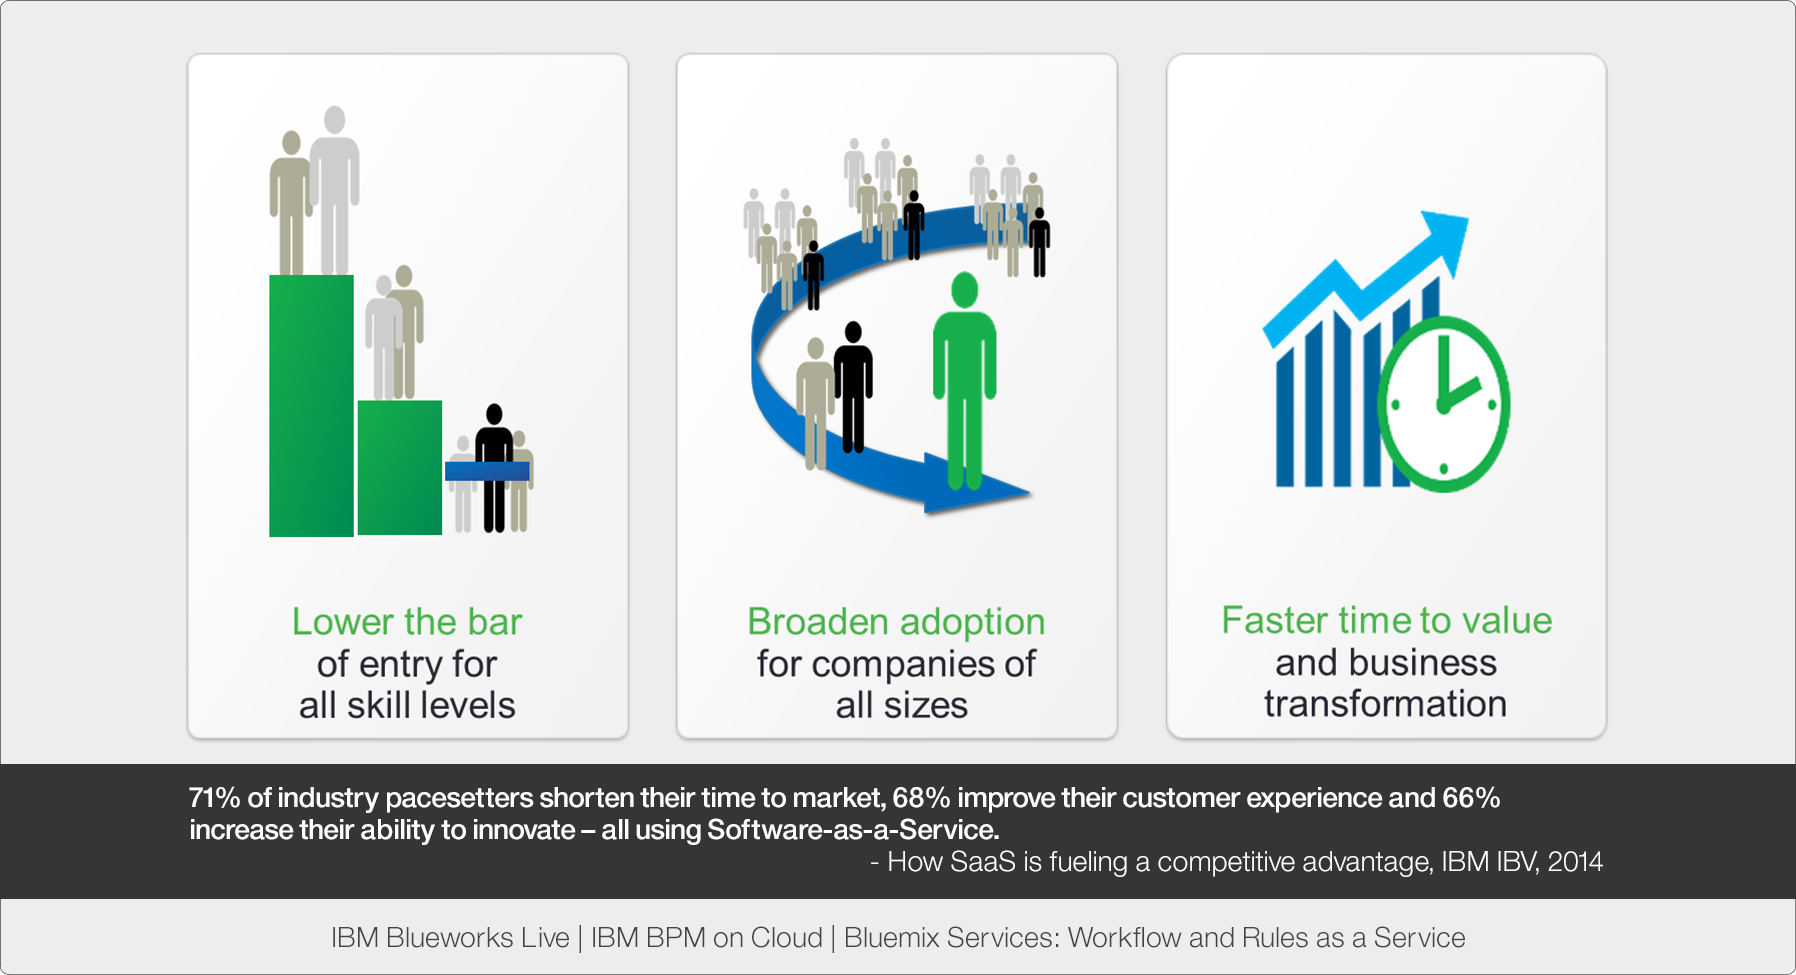 Lower the bar
of entry for
all skill levels
Broaden adoption
for companies of
all sizes
Faster time to value
and business
transformation
71% of industry pacesetters shorten their time to market, 68% improve their customer experience and 66%
increase their ability to innovate – all using Software-as-a-Service.
- How SaaS is fueling a competitive advantage, IBM IBV, 2014
IBM Blueworks Live | IBM BPM on Cloud | Bluemix Services: Workflow and Rules as a Service